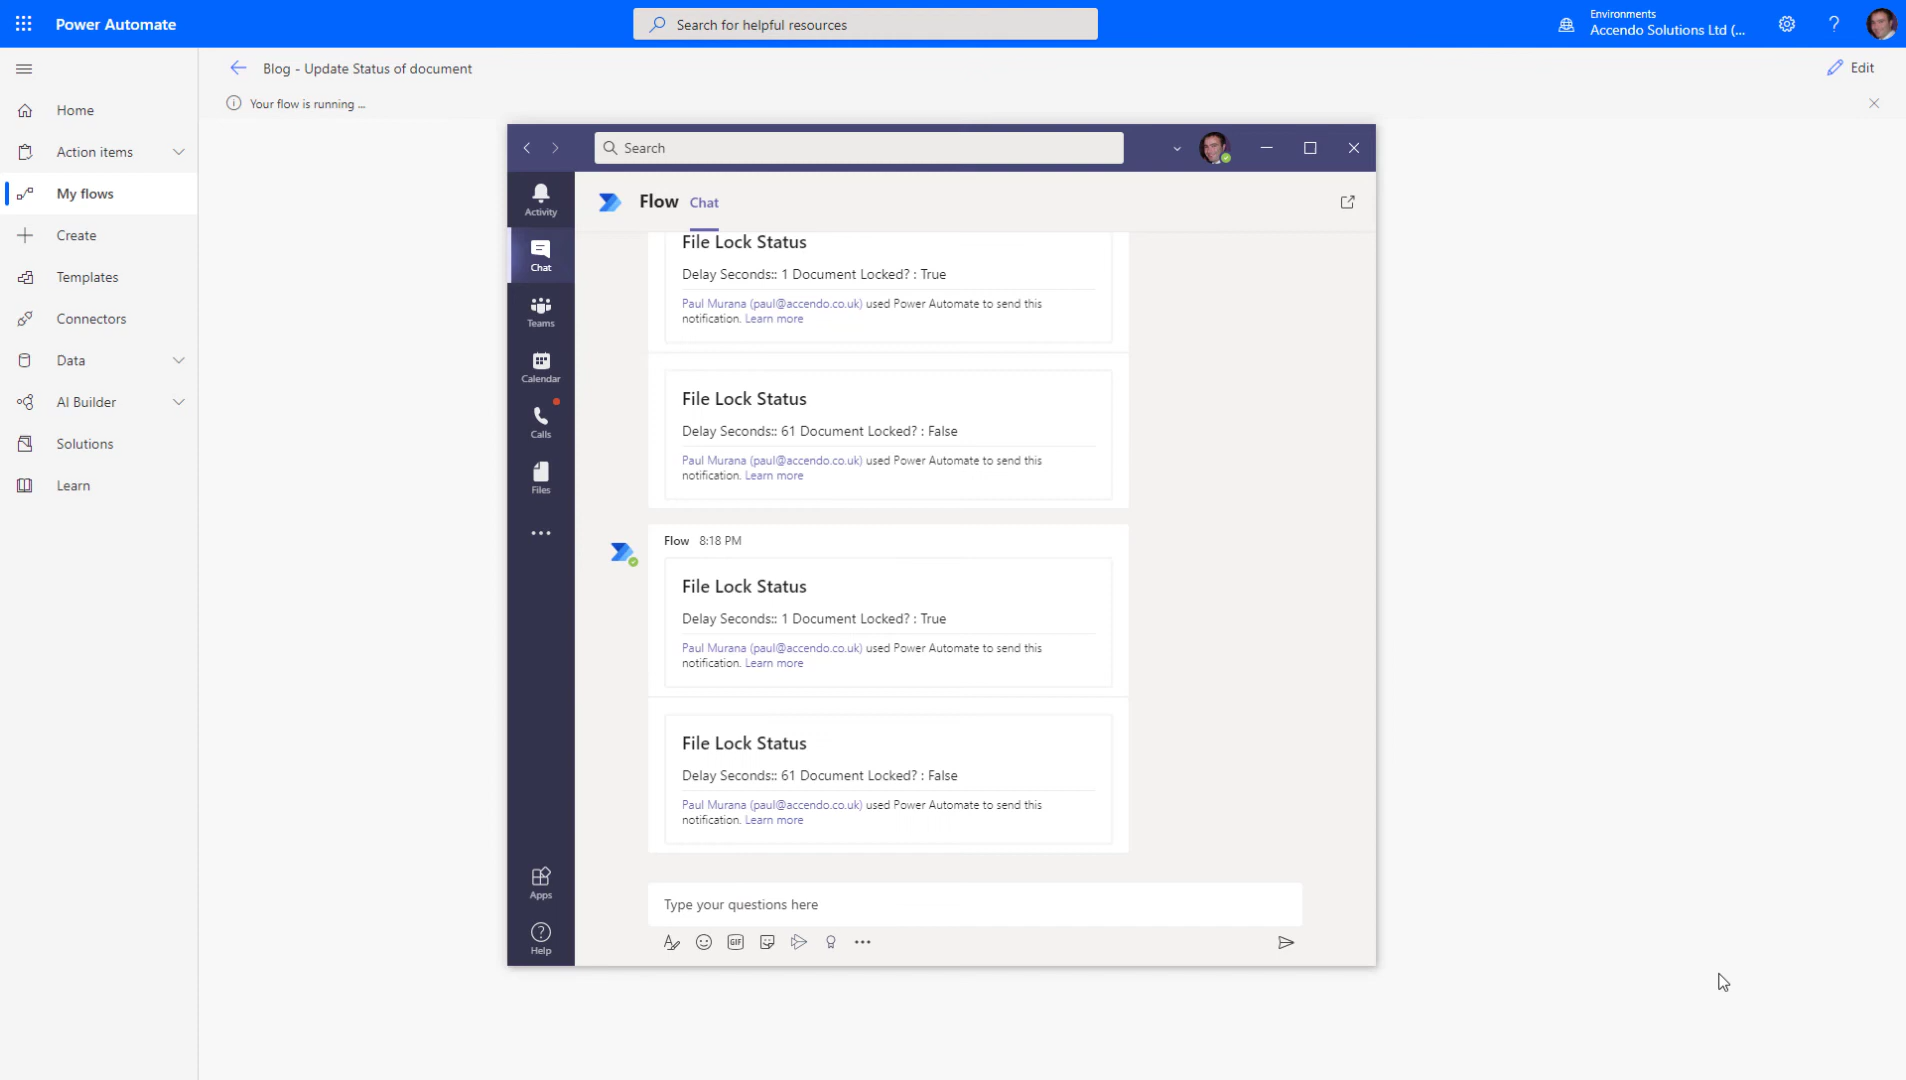 Power Automate
Search for helpful resources
Environments
Accendo Solutions Ltd (...
?
Blog - Update Status of document
Edit
Your flow is running ...
Home
Action items
My flows
Create
Templates
Connectors
Data
AI Builder
Solutions
Learn
Search
Activity
Chat
Teams
Calendar
Calls
Files
Apps
Help
Flow Chat
File Lock Status
Delay Seconds:: 1 Document Locked? : True
Paul Murana (paul@accendo.co.uk) used Power Automate to send this
notification. Learn more
File Lock Status
Delay Seconds:: 61 Document Locked? : False
Paul Murana (paul@accendo.co.uk) used Power Automate to send this
notification. Learn more
Flow 8:18 PM
File Lock Status
Delay Seconds:: 1 Document Locked? : True
Paul Murana (paul@accendo.co.uk) used Power Automate to send this
notification. Learn more
File Lock Status
Delay Seconds:: 61 Document Locked? : False
Paul Murana (paul@accendo.co.uk) used Power Automate to send this
notification. Learn more
Type your questions here
GIF